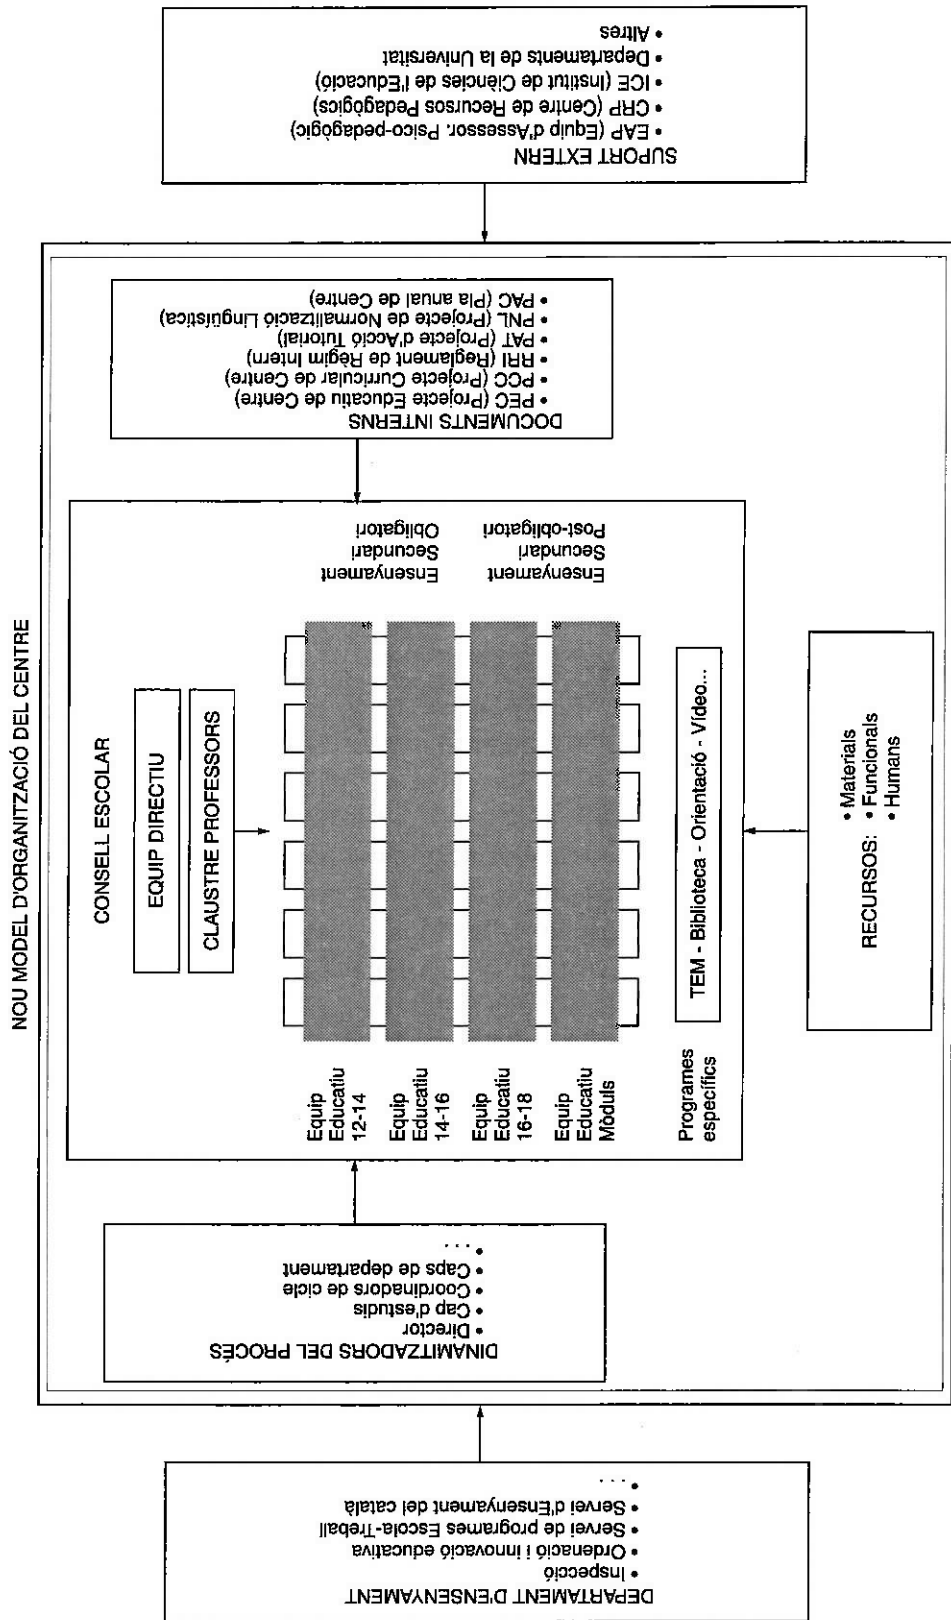 NOU MODEL D'ORGANITZACIÓ DEL CENTRE
DEPARTAMENT D'ENSENYAMENT
• Inspecció
• Ordenació i innovació educativa
• Servei de programes Escola-Treball
• Servei d'Ensenyament del català
• . . .
DINAMITZADORS DEL PROCÉS
• Director
• Cap d'estudis
• Coordinadors de cicle
• Caps de departament
• . . .
CONSELL ESCOLAR
EQUIP DIRECTIU
CLAUSTRE PROFESSORS
Equip
Educatiu
12-14
Equip
Educatiu
14-16
Equip
Educatiu
16-18
Equip
Educatiu
Mòduls
Ensenyament
Secundari
Obligatori
Ensenyament
Secundari
Post-obligatori
Programes
específics
TEM - Biblioteca - Orientació - Vídeo...
DOCUMENTS INTERNS
• PEC (Projecte Educatiu de Centre)
• PCC (Projecte Curricular de Centre)
• RRI (Reglament de Règim Intern)
• PAT (Projecte d'Acció Tutorial)
• PNL (Projecte de Normalització Lingüística)
• PAC (Pla anual de Centre)
RECURSOS:
• Materials
• Funcionals
• Humans
SUPORT EXTERN
• EAP (Equip d'Assessor. Psico-pedagògic)
• CRP (Centre de Recursos Pedagògics)
• ICE (Institut de Ciències de l'Educació)
• Departaments de la Universitat
• Altres